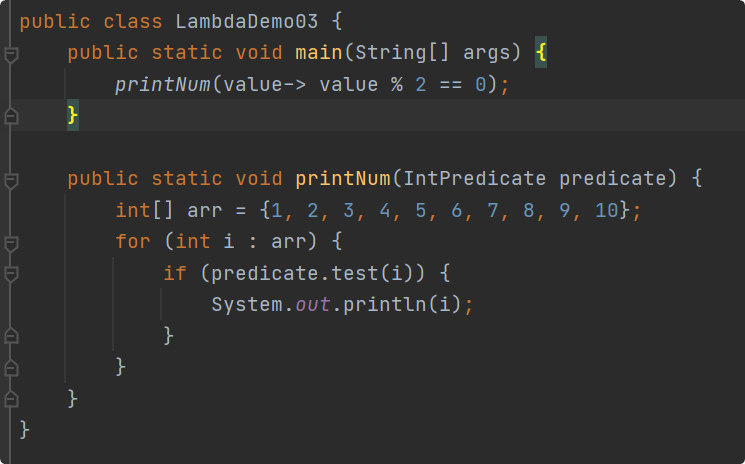 public class LambdaDemo03 {
    public static void main(String[] args) {
        printNum(value-> value % 2 == 0);
    }

    public static void printNum(IntPredicate predicate) {
        int[] arr = {1, 2, 3, 4, 5, 6, 7, 8, 9, 10};
        for (int i : arr) {
            if (predicate.test(i)) {
                System.out.println(i);
            }
        }
    }
}